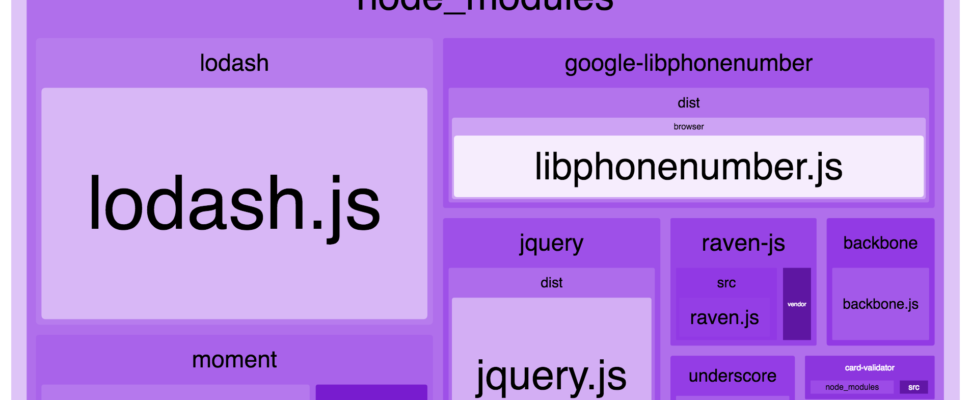 node_modules
lodash
lodash.js
google-libphonenumber
dist
browser
libphonenumber.js
jquery
dist
jquery.js
raven-js
src
raven.js
vendor
backbone
backbone.js
moment
underscore
card-validator
node_modules
src